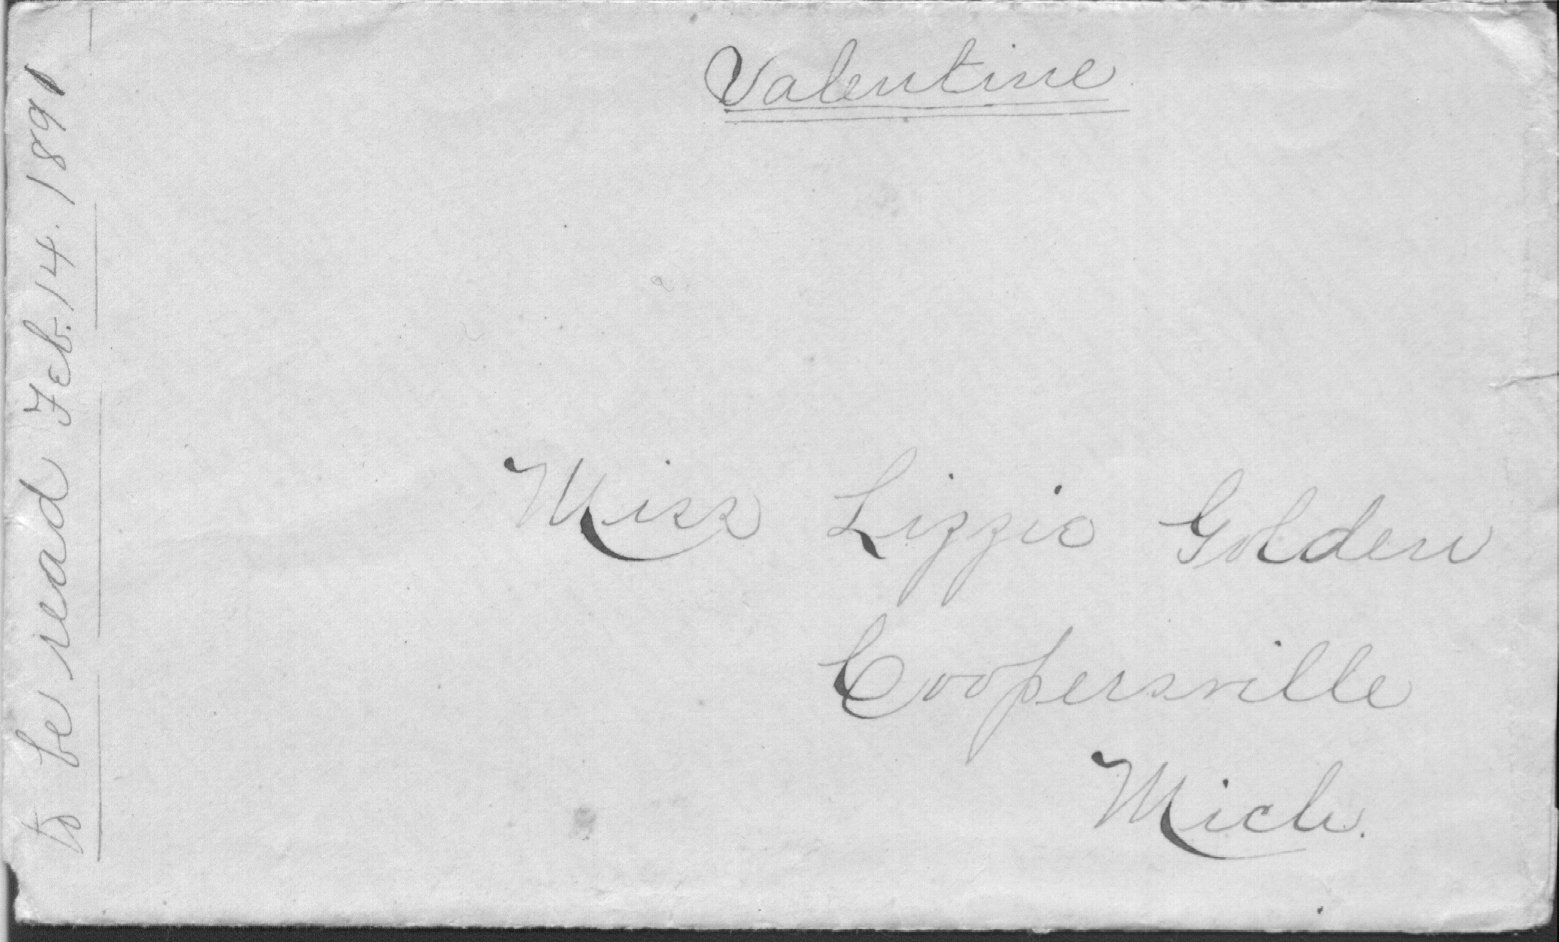 Valentine
to be read Feb. 14. 1891
Miss Lizzie Golden
Coopersville
Mich.